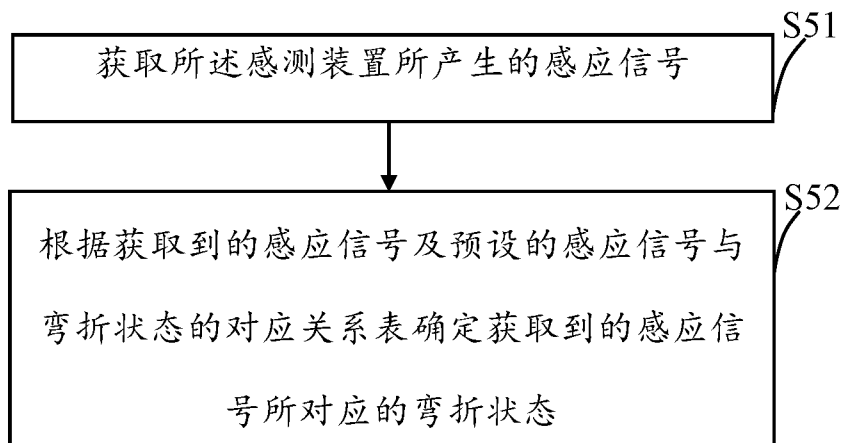 S51
获取所述感测装置所产生的感应信号
S52
根据获取到的感应信号及预设的感应信号与
弯折状态的对应关系表确定获取到的感应信
号所对应的弯折状态